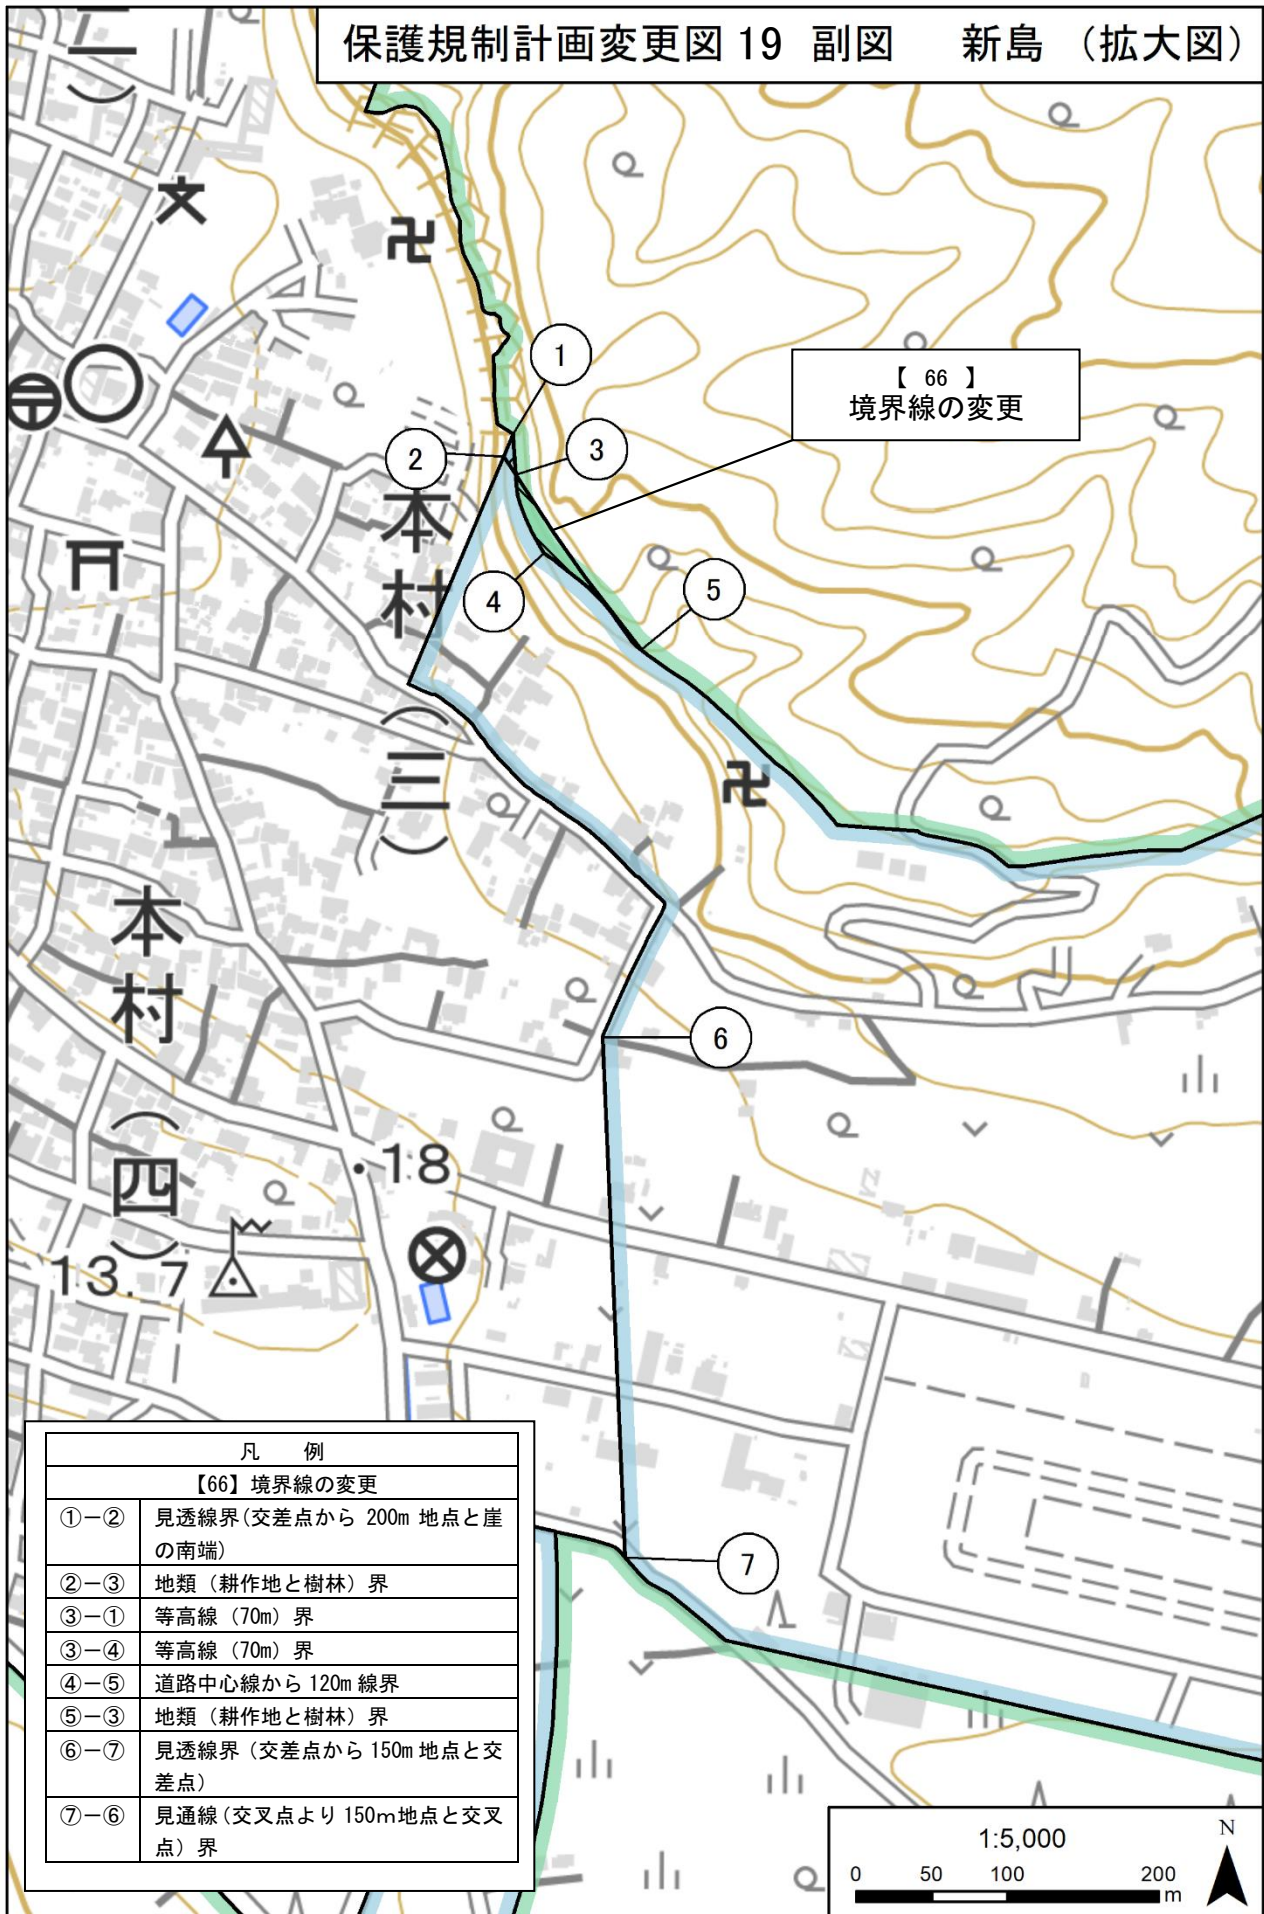 保護規制計画変更図 19 副図 新島 (拡大図)
二)
文
1
【 66 】
境界線の変更
2
3
本村(三)
4
5
本村(四)
6
・18
13.7
7
凡 例
【66】境界線の変更
①-② 見透線界(交差点から 200m 地点と崖
の南端)
②-③ 地類(耕作地と樹林)界
③-① 等高線(70m)界
③-④ 等高線(70m)界
④-⑤ 道路中心線から 120m 線界
⑤-③ 地類(耕作地と樹林)界
⑥-⑦ 見透線界(交差点から 150m 地点と交
差点)
⑦-⑥ 見通線(交叉点より 150m地点と交叉
点)界
1:5,000
N
0 50 100 200
m